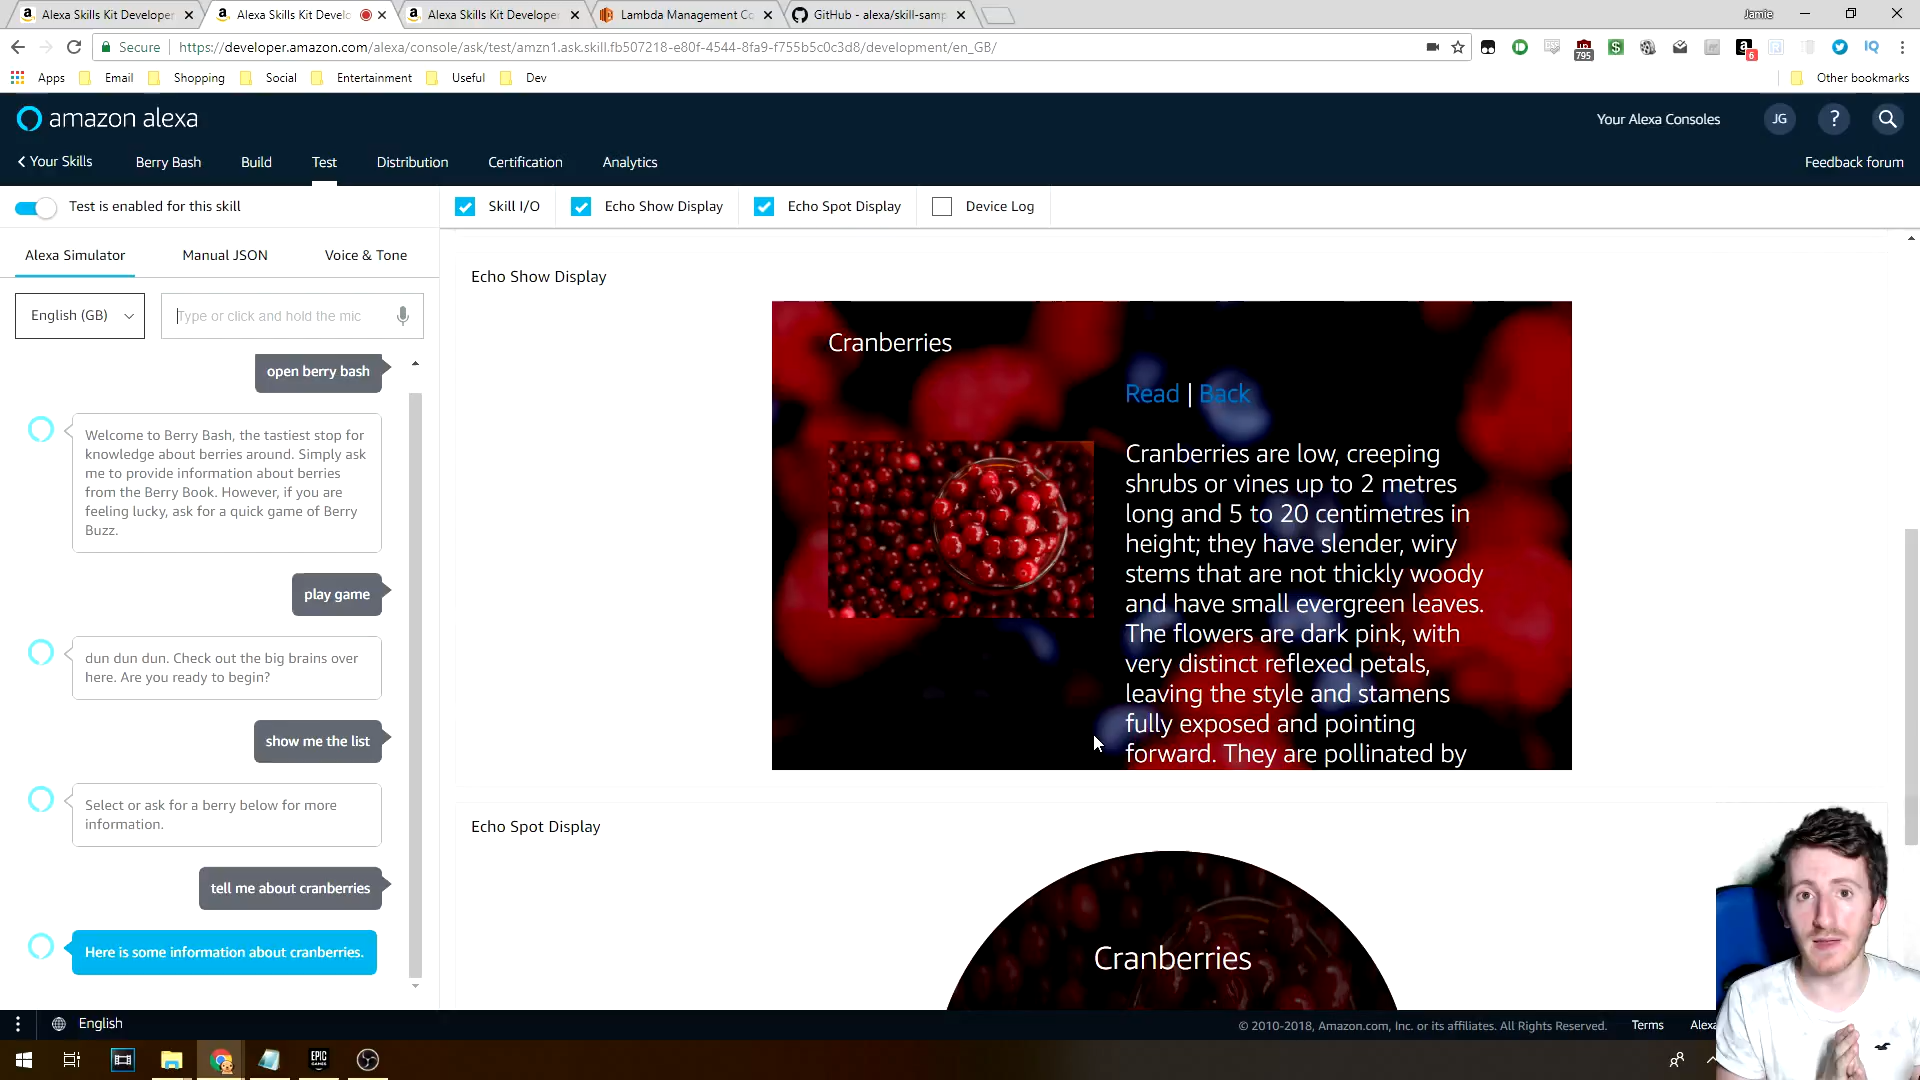 Alexa Skills Kit Developer
Alexa Skills Kit Develo
Alexa Skills Kit Developer
Lambda Management Co
GitHub - alexa/skill-samp
Jamie
Secure
https://developer.amazon.com/alexa/console/ask/test/amzn1.ask.skill.fb507218-e80f-4544-8fa9-f755b5c0c3d8/development/en_GB/
795
6
IQ
Apps
Email
Shopping
Social
Entertainment
Useful
Dev
Other bookmarks
amazon alexa
Your Alexa Consoles
JG
?
Your Skills
Berry Bash
Build
Test
Distribution
Certification
Analytics
Feedback forum
Test is enabled for this skill
Skill I/O
Echo Show Display
Echo Spot Display
Device Log
Alexa Simulator
Manual JSON
Voice & Tone
English (GB)
Type or click and hold the mic
open berry bash
Welcome to Berry Bash, the tastiest stop for
knowledge about berries around. Simply ask
me to provide information about berries
from the Berry Book. However, if you are
feeling lucky, ask for a quick game of Berry
Buzz.
play game
dun dun dun. Check out the big brains over
here. Are you ready to begin?
show me the list
Select or ask for a berry below for more
information.
tell me about cranberries
Here is some information about cranberries.
Echo Show Display
Cranberries
Read | Back
Cranberries are low, creeping
shrubs or vines up to 2 metres
long and 5 to 20 centimetres in
height; they have slender, wiry
stems that are not thickly woody
and have small evergreen leaves.
The flowers are dark pink, with
very distinct reflexed petals,
leaving the style and stamens
fully exposed and pointing
forward. They are pollinated by
Echo Spot Display
Cranberries
English
© 2010-2018, Amazon.com, Inc. or its affiliates. All Rights Reserved.
Terms
Alexa
EPIC
GAMES